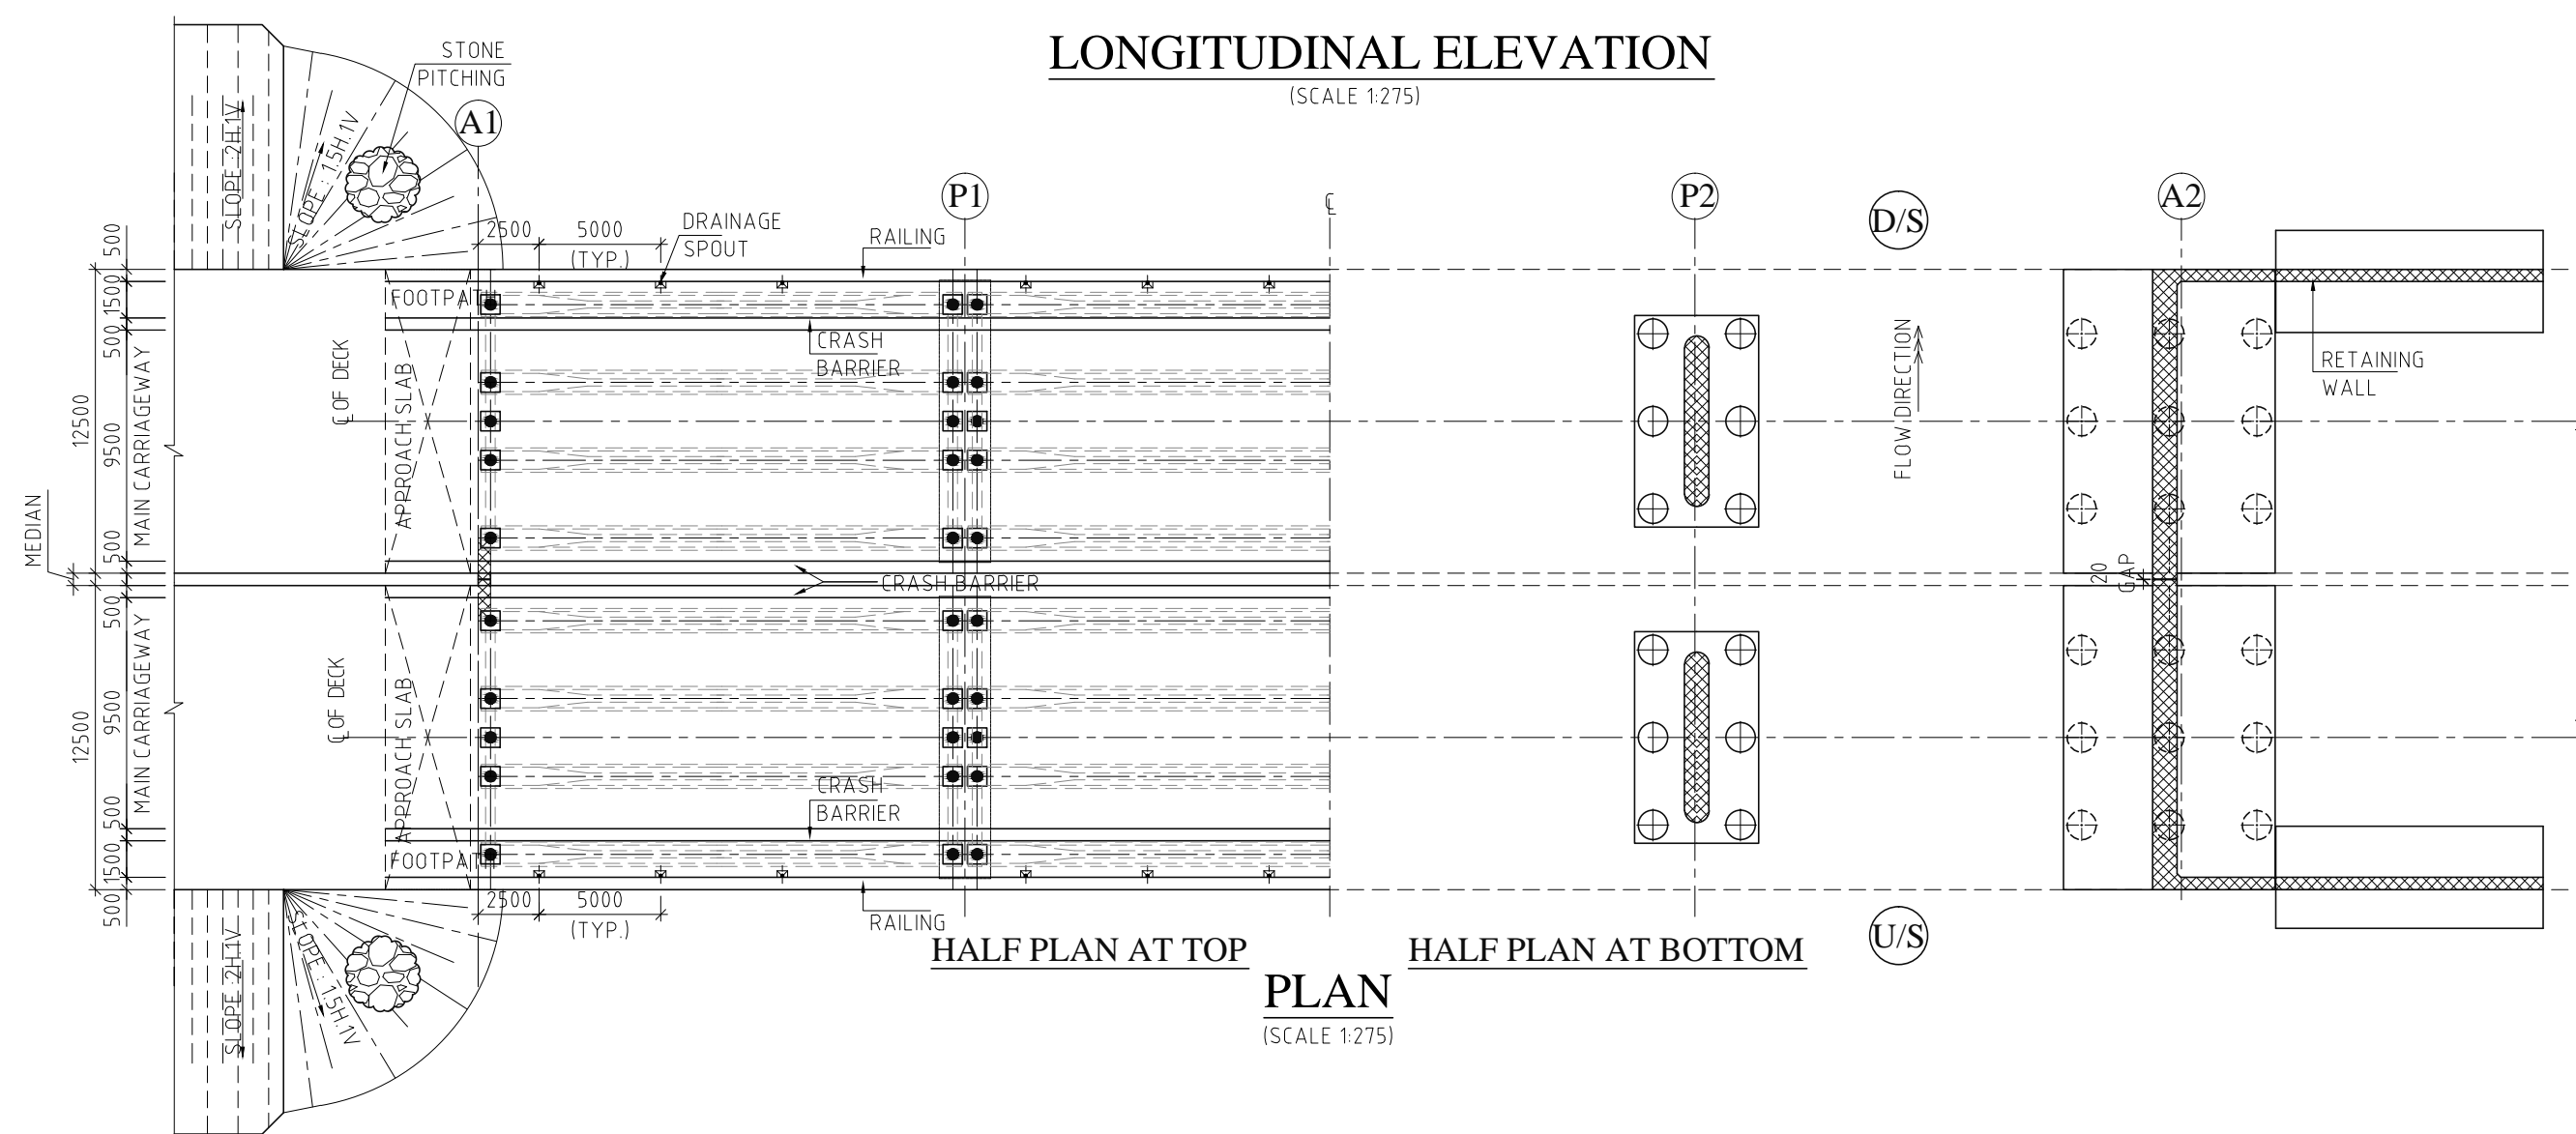 LONGITUDINAL ELEVATION
(SCALE 1:275)
STONE
PITCHING
A1
P1
℄
P2
D/S
A2
SLOPE :2H.1V
SLOPE : 1.5H.1V
2500
5000
(TYP.)
DRAINAGE
SPOUT
RAILING
500
1500
500
9500
500
12500
MAIN CARRIAGEWAY
FOOTPATH
℄ OF DECK
APPROACH SLAB
CRASH
BARRIER
FLOW DIRECTION
RETAINING
WALL
MEDIAN
CRASH BARRIER
20
GAP
500
9500
500
1500
500
12500
MAIN CARRIAGEWAY
℄ OF DECK
APPROACH SLAB
CRASH
BARRIER
FOOTPATH
2500
5000
(TYP.)
RAILING
SLOPE :2H.1V
SLOPE : 1.5H.1V
HALF PLAN AT TOP
HALF PLAN AT BOTTOM
U/S
PLAN
(SCALE 1:275)